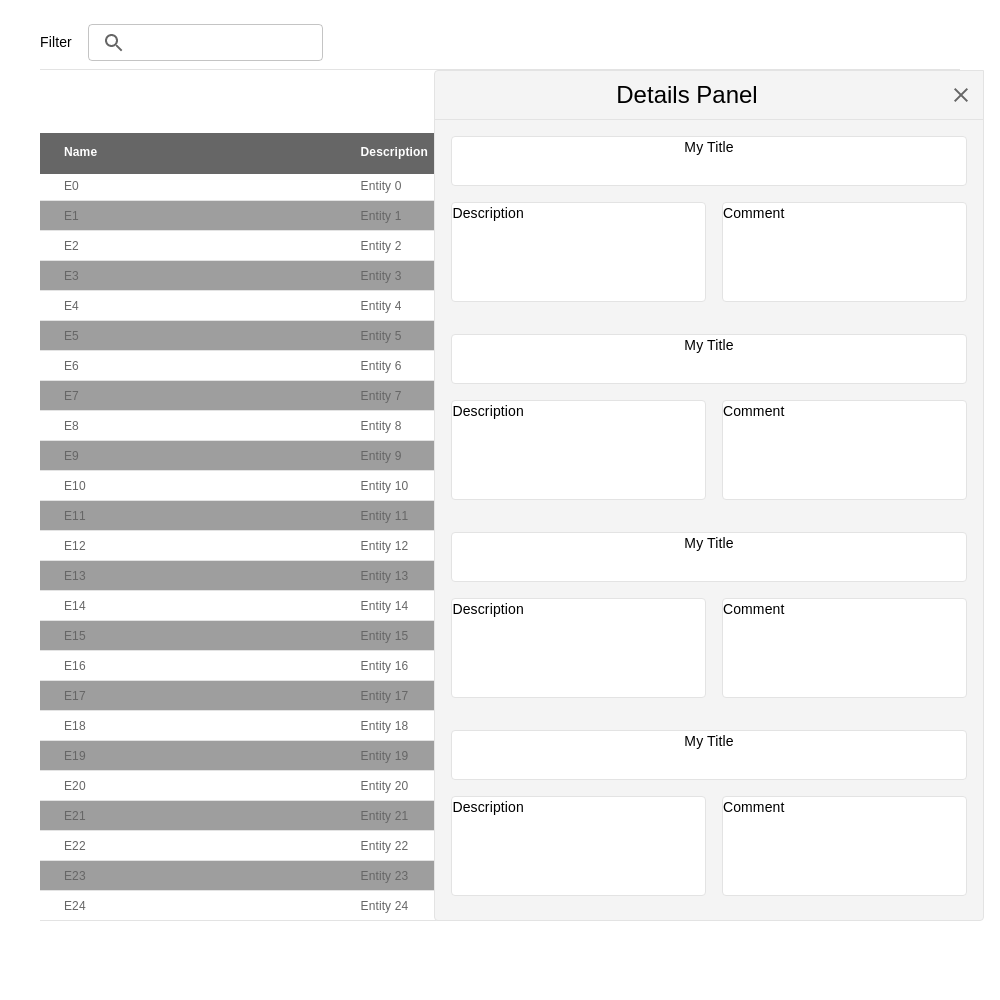 Filter
Details Panel
Name Description
E0 Entity 0
E1 Entity 1
E2 Entity 2
E3 Entity 3
E4 Entity 4
E5 Entity 5
E6 Entity 6
E7 Entity 7
E8 Entity 8
E9 Entity 9
E10 Entity 10
E11 Entity 11
E12 Entity 12
E13 Entity 13
E14 Entity 14
E15 Entity 15
E16 Entity 16
E17 Entity 17
E18 Entity 18
E19 Entity 19
E20 Entity 20
E21 Entity 21
E22 Entity 22
E23 Entity 23
E24 Entity 24
My Title
Description Comment
My Title
Description Comment
My Title
Description Comment
My Title
Description Comment